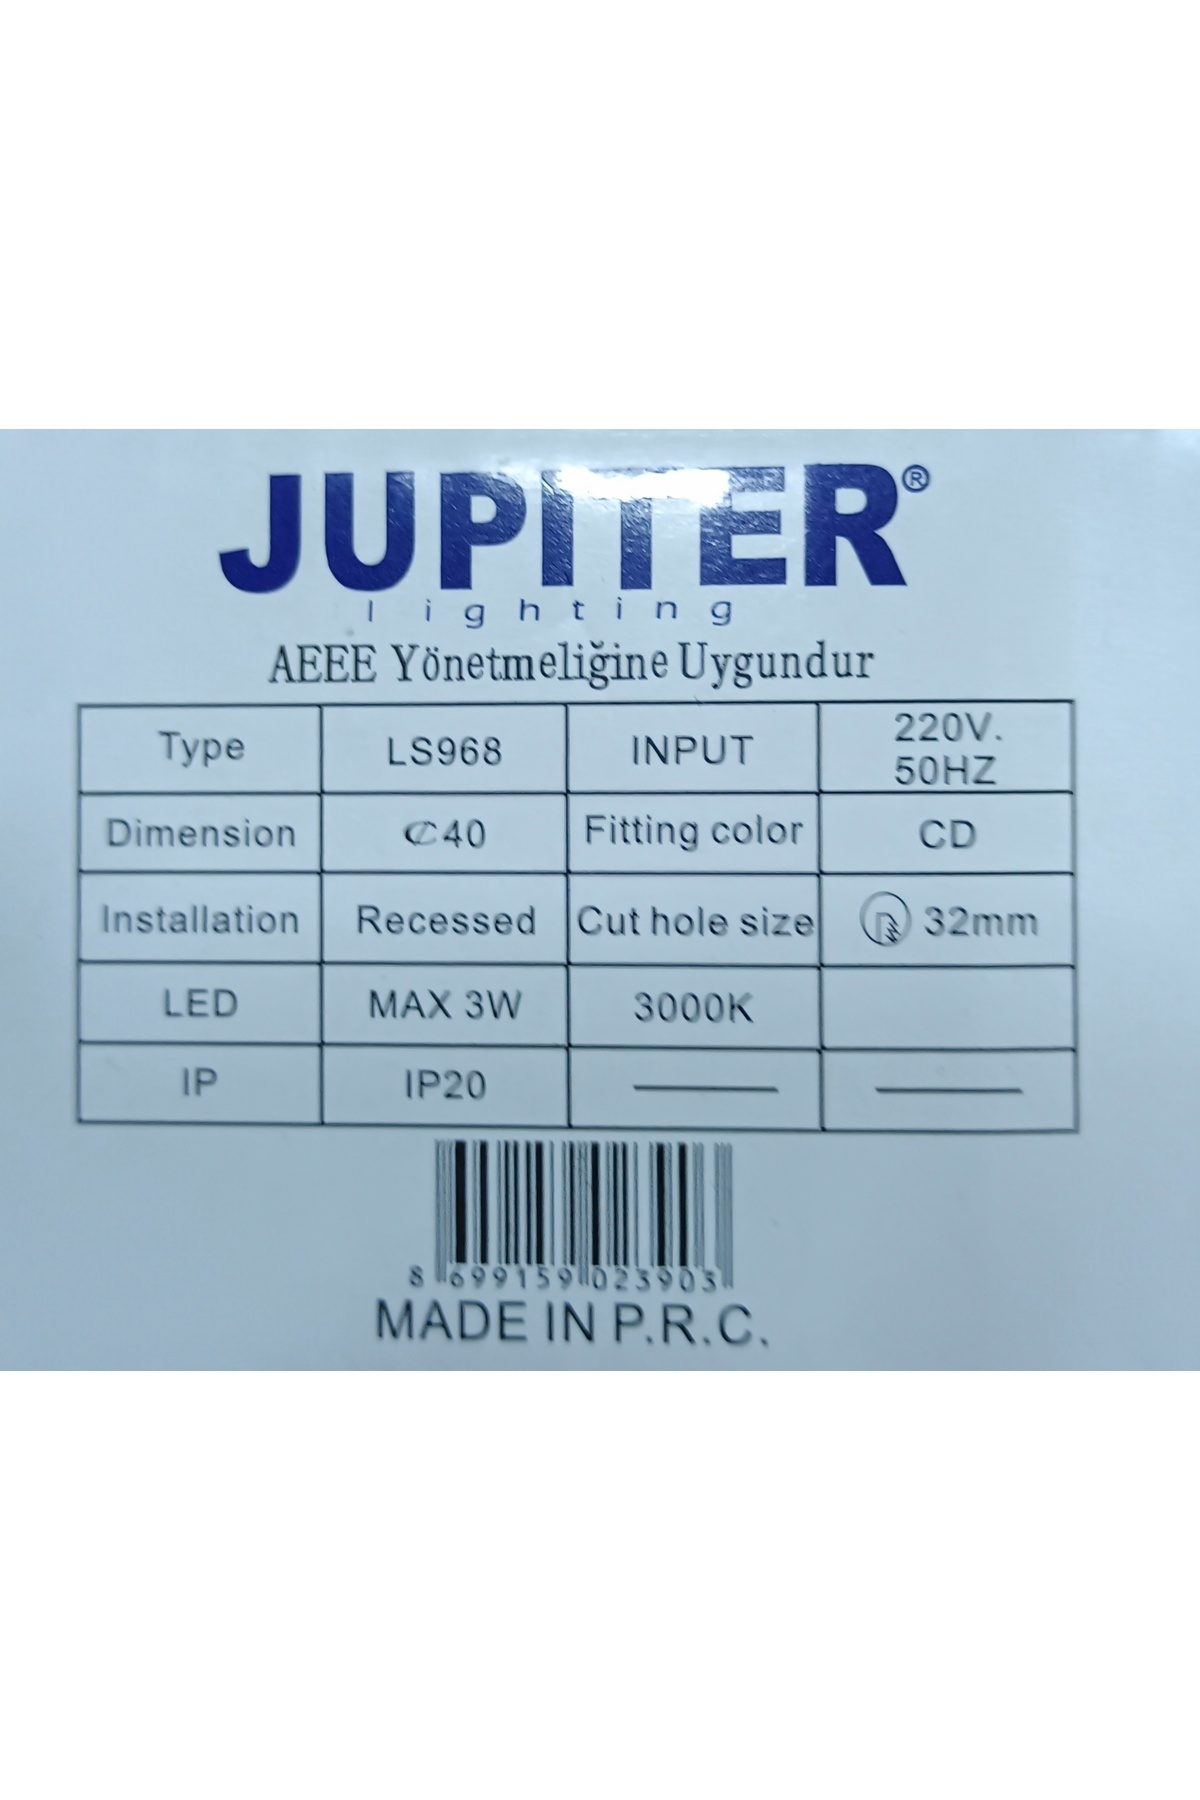 JUPITER®
lighting
AEEE Yönetmeliğine Uygundur
Type LS968 INPUT 220V. 50HZ
Dimension ⊄40 Fitting color CD
Installation Recessed Cut hole size 32mm
LED MAX 3W 3000K
IP IP20
8 699159 023903
MADE IN P.R.C.